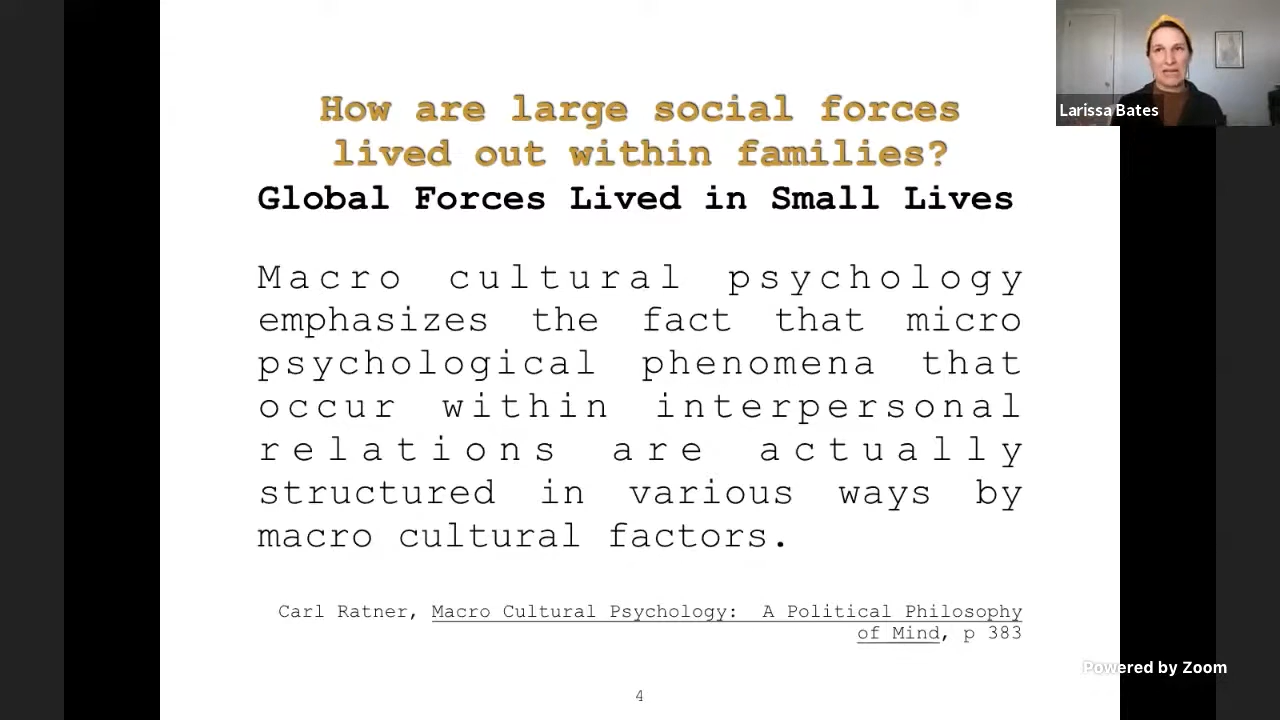 How are large social forces
lived out within families?
Global Forces Lived in Small Lives
Macro cultural psychology
emphasizes the fact that micro
psychological phenomena that
occur within interpersonal
relations are actually
structured in various ways by
macro cultural factors.
Carl Ratner, Macro Cultural Psychology: A Political Philosophy
of Mind, p 383
4
Larissa Bates
Powered by Zoom